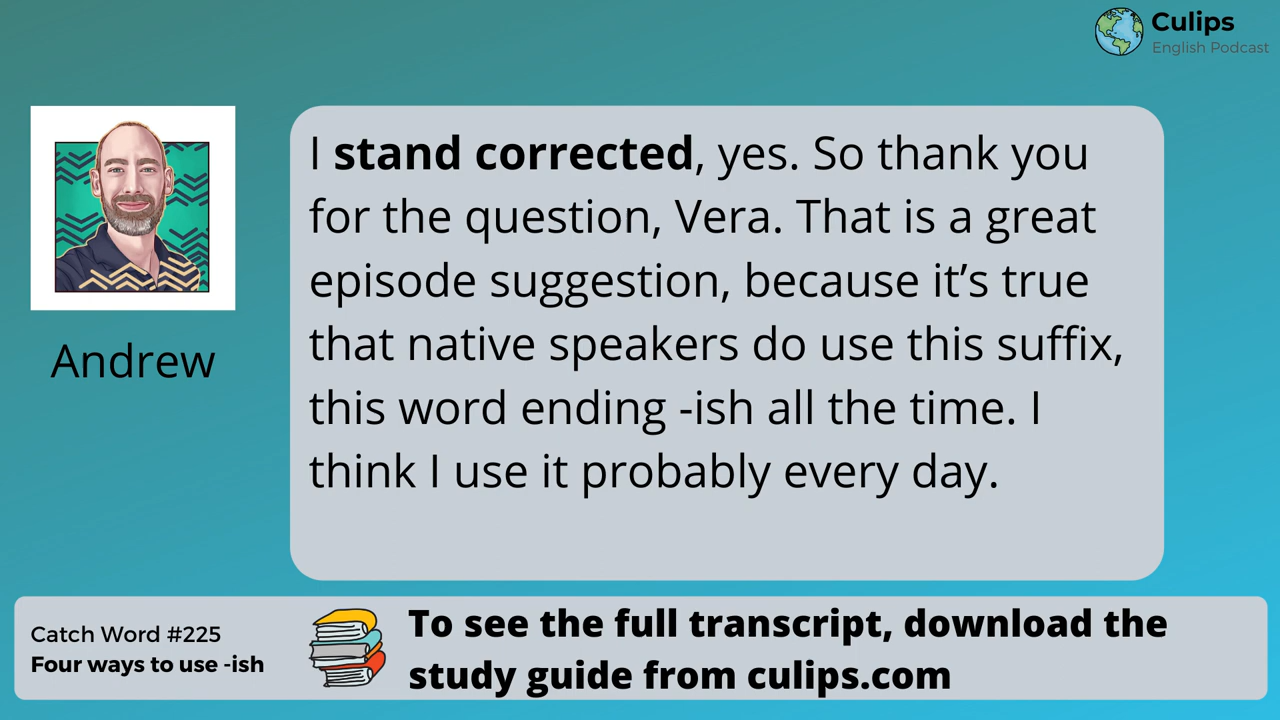 Culips
English Podcast
I stand corrected, yes. So thank you
for the question, Vera. That is a great
episode suggestion, because it’s true
that native speakers do use this suffix,
this word ending -ish all the time. I
think I use it probably every day.
Andrew
Catch Word #225
Four ways to use -ish
To see the full transcript, download the
study guide from culips.com